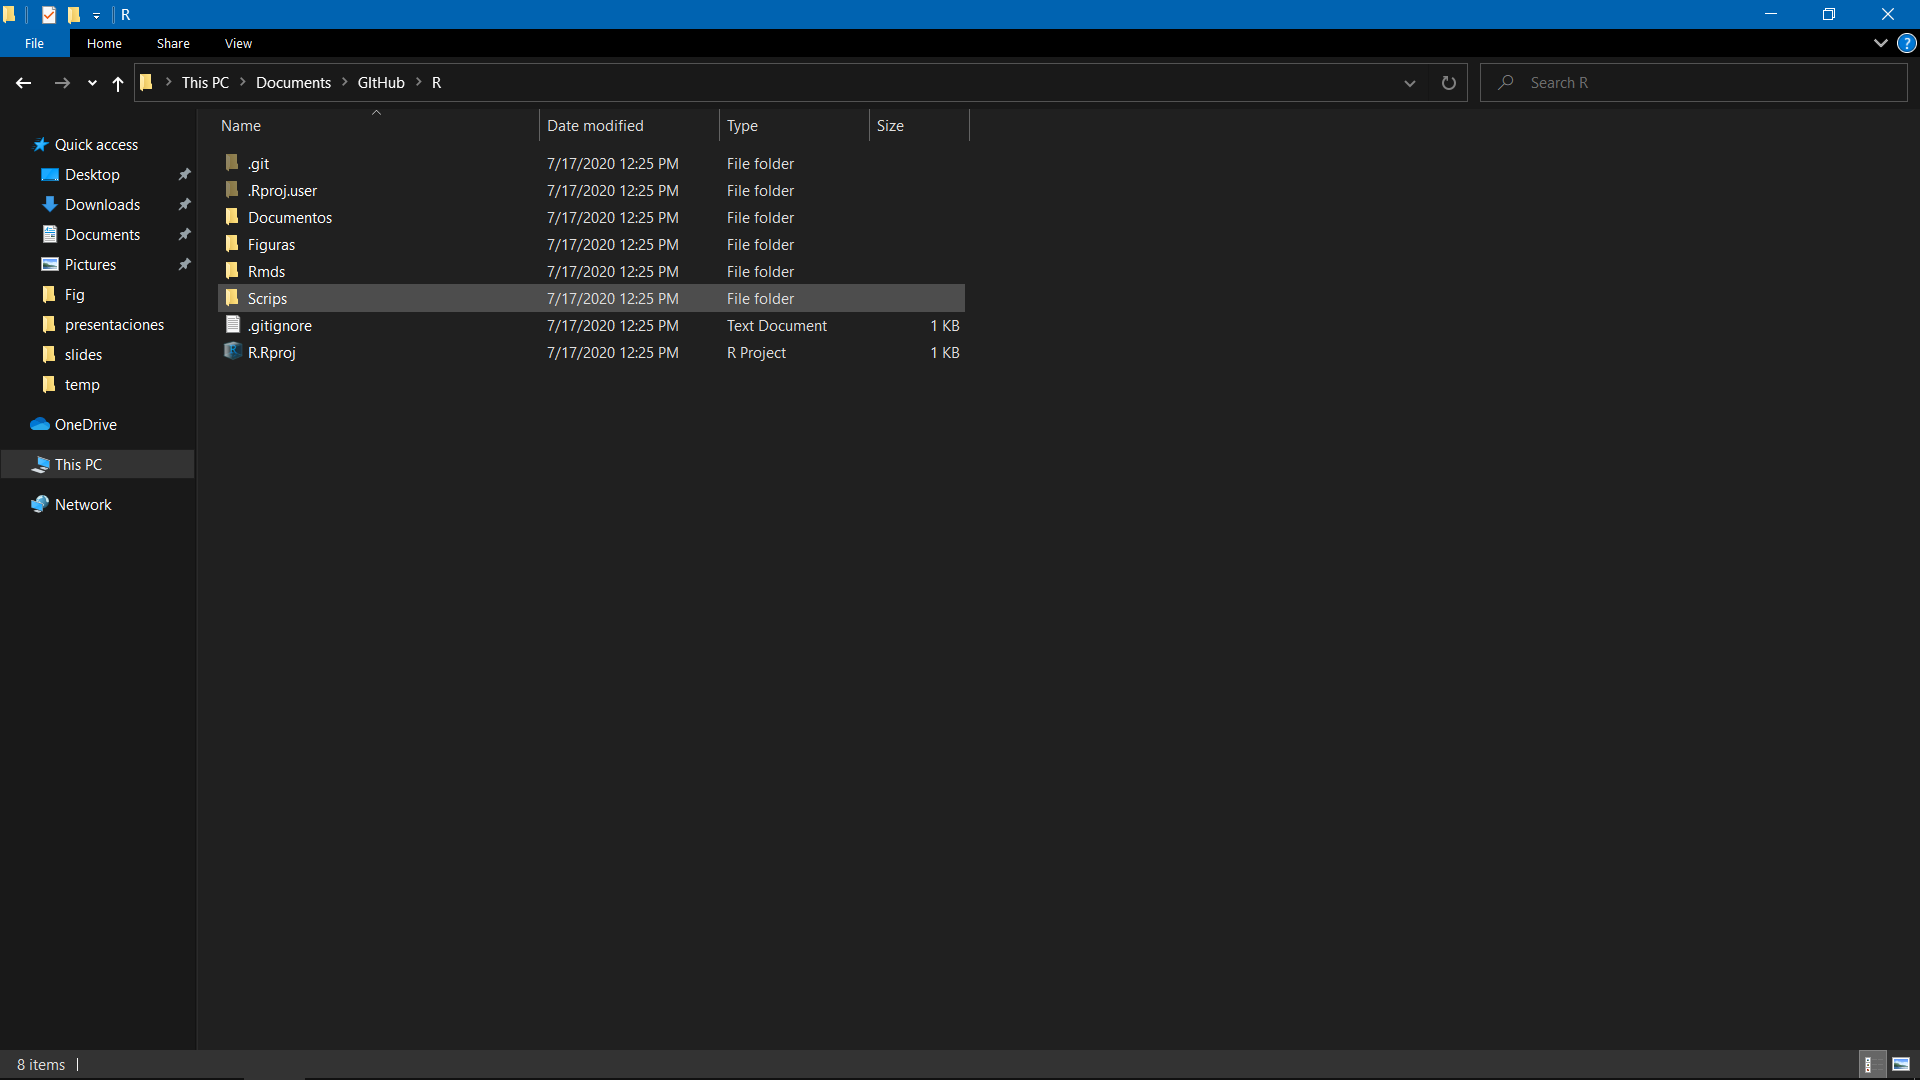 R
File Home Share View
This PC Documents GItHub R
Search R
Name Date modified Type Size
Quick access
Desktop
Downloads
Documents
Pictures
Fig
presentaciones
slides
temp
OneDrive
This PC
Network
.git 7/17/2020 12:25 PM File folder
.Rproj.user 7/17/2020 12:25 PM File folder
Documentos 7/17/2020 12:25 PM File folder
Figuras 7/17/2020 12:25 PM File folder
Rmds 7/17/2020 12:25 PM File folder
Scrips 7/17/2020 12:25 PM File folder
.gitignore 7/17/2020 12:25 PM Text Document 1 KB
R.Rproj 7/17/2020 12:25 PM R Project 1 KB
8 items